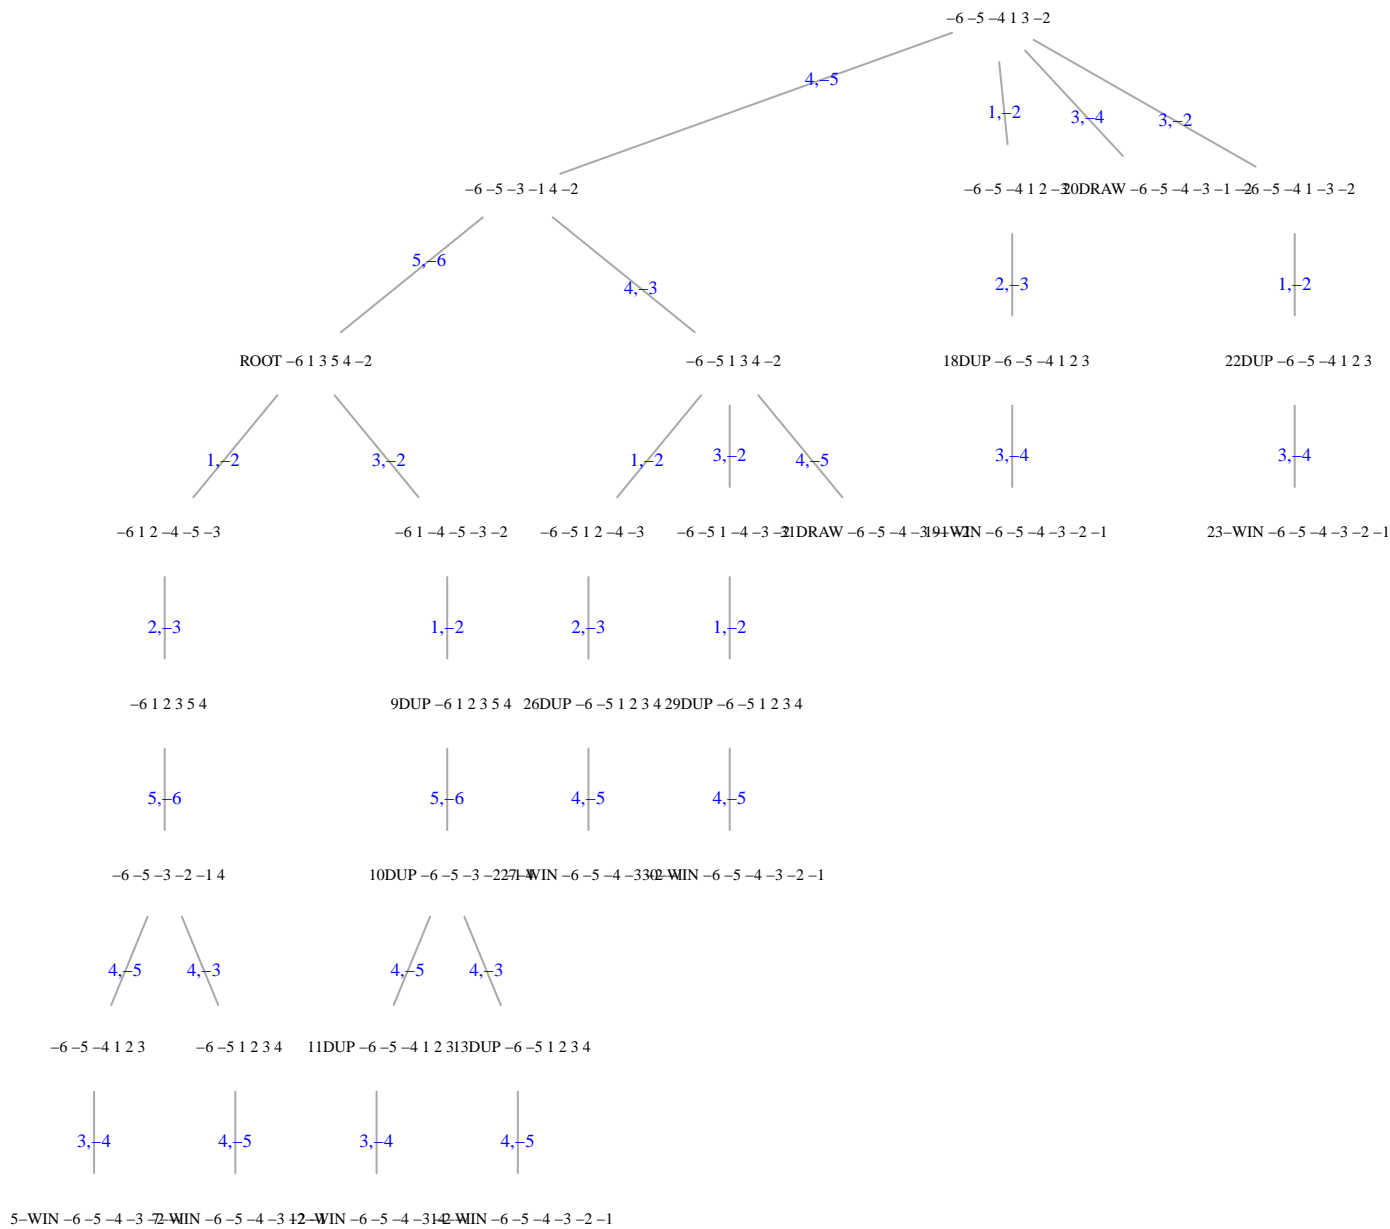 −6 −5 −4 1 3 −2
4,−5
1,−2 3,−4 3,−2
−6 −5 −3 −1 4 −2 −6 −5 −4 1 2 20DRAW −6 −5 −4 −3 −1 −6 −5 −4 1 −3 −2
5,−6 4,−3 2,−3 1,−2
ROOT −6 1 3 5 4 −2 −6 −5 1 3 4 −2 18DUP −6 −5 −4 1 2 3 22DUP −6 −5 −4 1 2 3
1,−2 3,−2 1,−2 3,−2 4,−5 3,−4 3,−4
−6 1 2 −4 −5 −3 −6 1 −4 −5 −3 −2 −6 −5 1 2 −4 −3 −6 −5 1 −4 −3 DRAW −6 −5 −4 −3 −6 −5 −4 −3 −2 −1 23−WIN −6 −5 −4 −3 −2 −1
2,−3 1,−2 2,−3 1,−2
−6 1 2 3 5 4 9DUP −6 1 2 3 5 4 26DUP −6 −5 1 2 3 4 29DUP −6 −5 1 2 3 4
5,−6 5,−6 4,−5 4,−5
−6 −5 −3 −2 −1 4 10DUP −6 −5 −3 −WIN −6 −5 −4 −WIN −6 −5 −4 −3 −2 −1
4,−5 4,−3 4,−5 4,−3
−6 −5 −4 1 2 3 −6 −5 1 2 3 4 11DUP −6 −5 −4 1 2 13DUP −6 −5 1 2 3 4
3,−4 4,−5 3,−4 4,−5
5−WIN −6 −5 −4 −3 −WIN −6 −5 −4 −3 −WIN −6 −5 −4 −WIN −6 −5 −4 −3 −2 −1